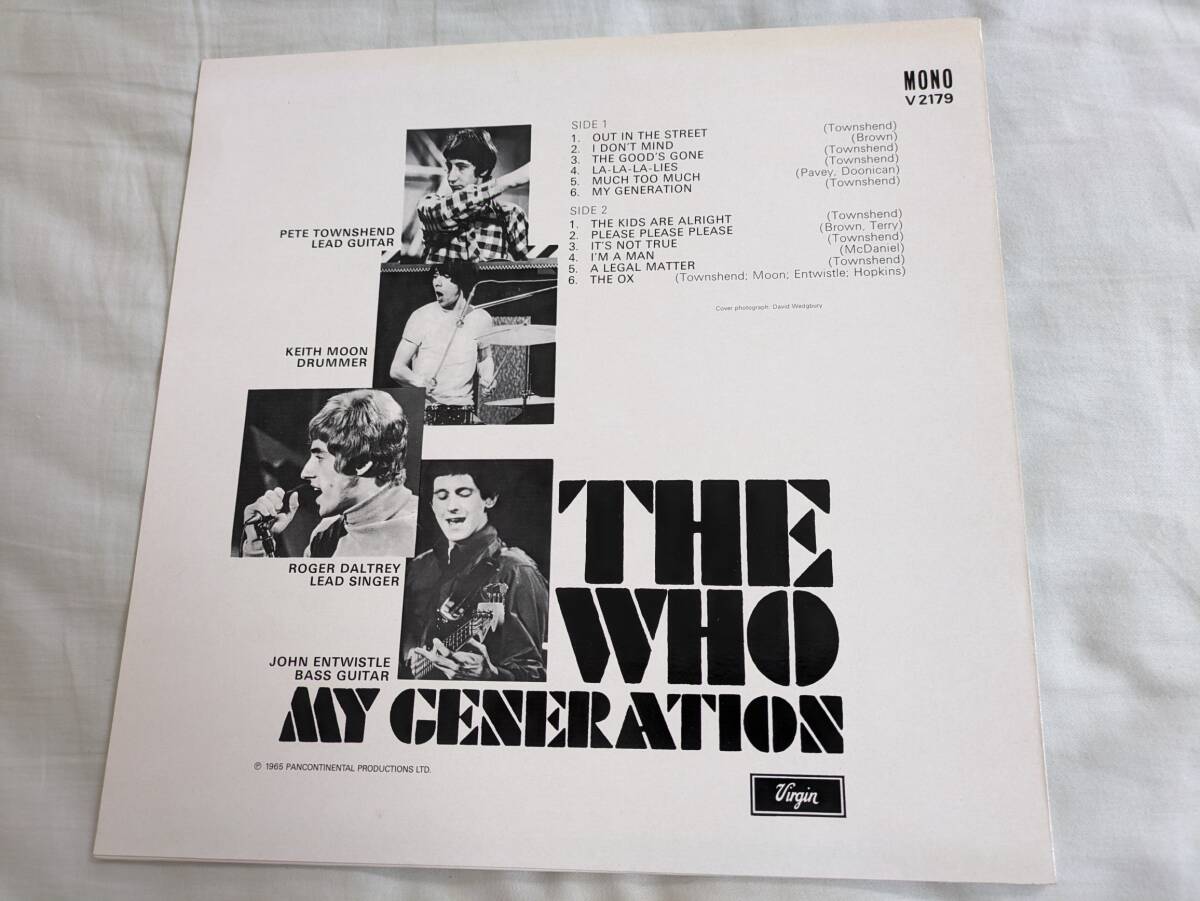 MONO
V 2179
SIDE 1
1. OUT IN THE STREET (Townshend)
2. I DON'T MIND (Brown)
3. THE GOOD'S GONE (Townshend)
4. LA-LA-LA-LIES (Townshend)
5. MUCH TOO MUCH (Pavey, Doonican)
6. MY GENERATION (Townshend)
SIDE 2
1. THE KIDS ARE ALRIGHT (Townshend)
2. PLEASE PLEASE PLEASE (Brown, Terry)
3. IT'S NOT TRUE (Townshend)
4. I'M A MAN (McDaniel)
5. A LEGAL MATTER (Townshend)
6. THE OX (Townshend; Moon; Entwistle; Hopkins)
Cover photograph: David Wedgbury
PETE TOWNSHEND
LEAD GUITAR
KEITH MOON
DRUMMER
ROGER DALTREY
LEAD SINGER
JOHN ENTWISTLE
BASS GUITAR
THE
WHO
MY GENERATION
℗ 1965 PANCONTINENTAL PRODUCTIONS LTD.
Virgin